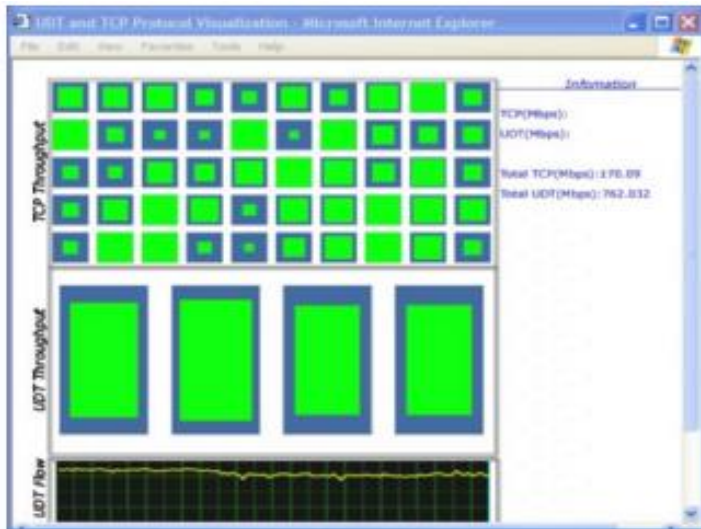 UDT and TCP Protocol Visualization - Microsoft Internet Explorer
File Edit View Favorites Tools Help
Infomation
TCP(Mbps):
UDT(Mbps):
Total TCP(Mbps):170.09
Total UDT(Mbps):762.032
TCP Throughput
UDT Throughput
UDT Flow